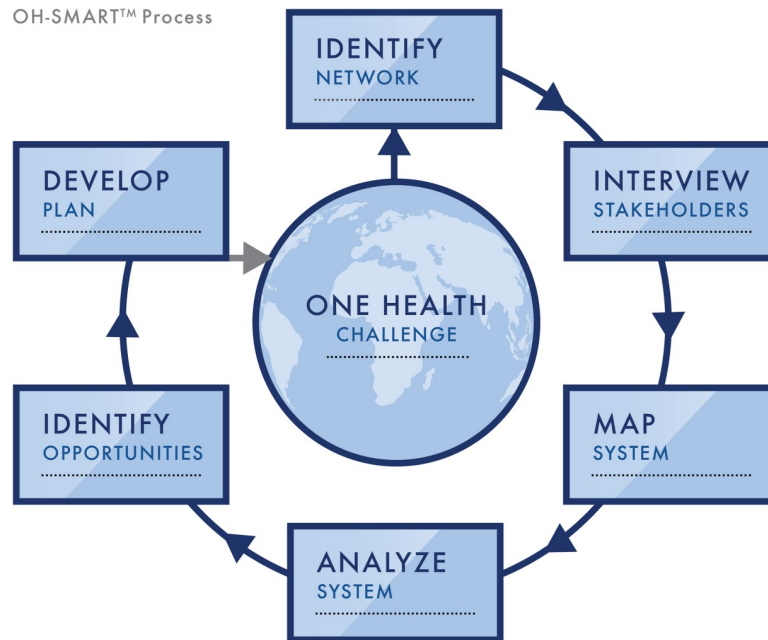 OH-SMART™ Process
IDENTIFY
NETWORK
INTERVIEW
STAKEHOLDERS
MAP
SYSTEM
ANALYZE
SYSTEM
IDENTIFY
OPPORTUNITIES
DEVELOP
PLAN
ONE HEALTH
CHALLENGE